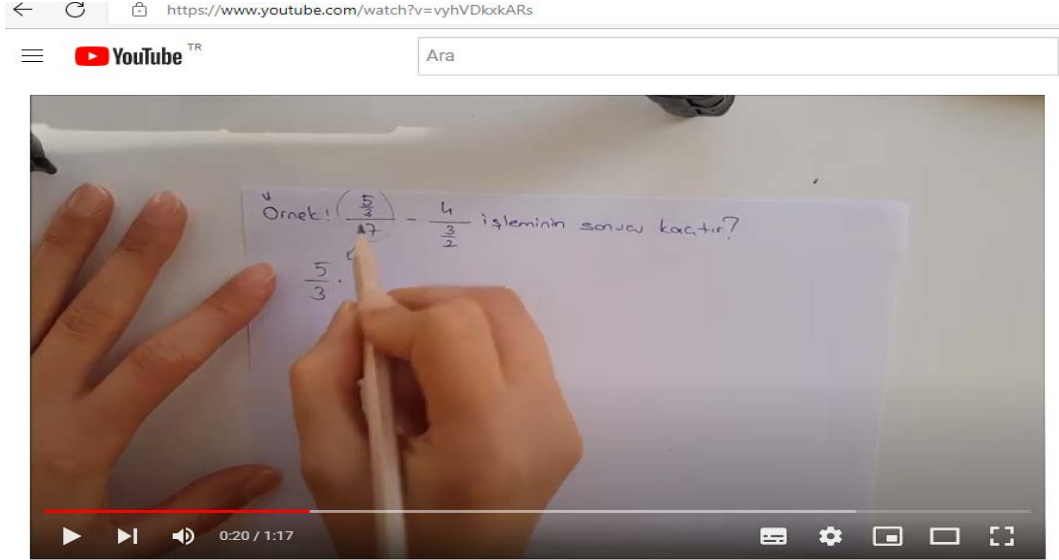 https://www.youtube.com/watch?v=vyhVDkxkARs
YouTube TR
Ara
Örnek! (5/3)/7 - 4/(3/2) işleminin sonucu kaçtır?
5/3 ·
0:20 / 1:17